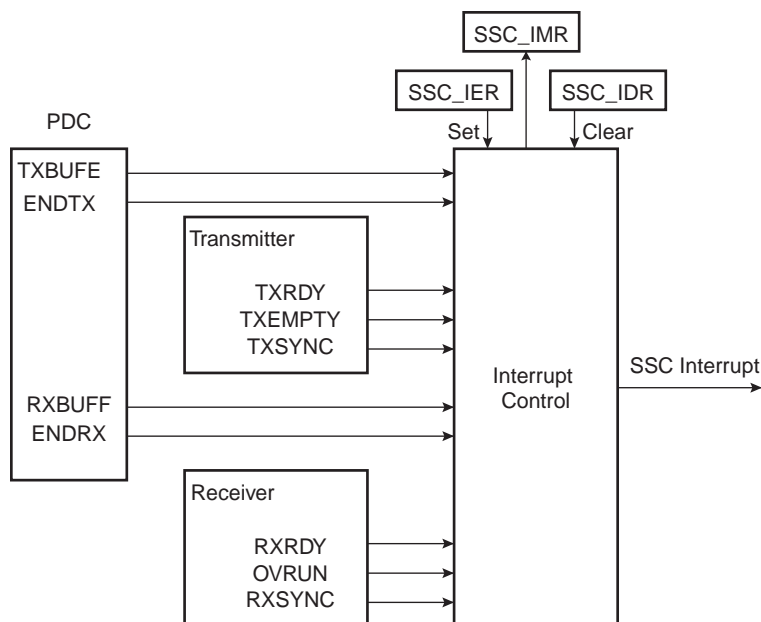 SSC_IMR
SSC_IER
SSC_IDR
Set
Clear
PDC
TXBUFE
ENDTX
Transmitter
TXRDY
TXEMPTY
TXSYNC
RXBUFF
ENDRX
Interrupt
Control
SSC Interrupt
Receiver
RXRDY
OVRUN
RXSYNC